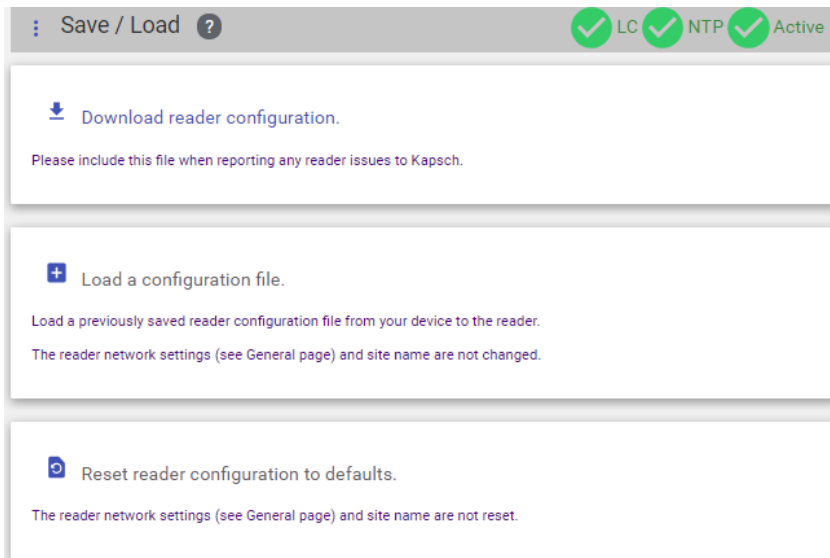 Save / Load ? LC NTP Active
Download reader configuration.
Please include this file when reporting any reader issues to Kapsch.
Load a configuration file.
Load a previously saved reader configuration file from your device to the reader.
The reader network settings (see General page) and site name are not changed.
Reset reader configuration to defaults.
The reader network settings (see General page) and site name are not reset.